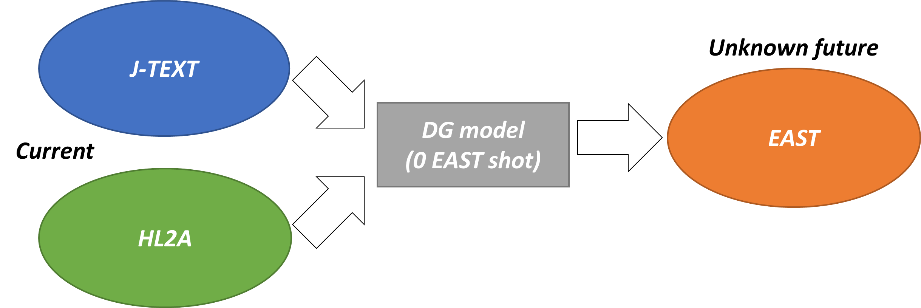 J-TEXT
Current
HL2A
DG model
(0 EAST shot)
Unknown future
EAST